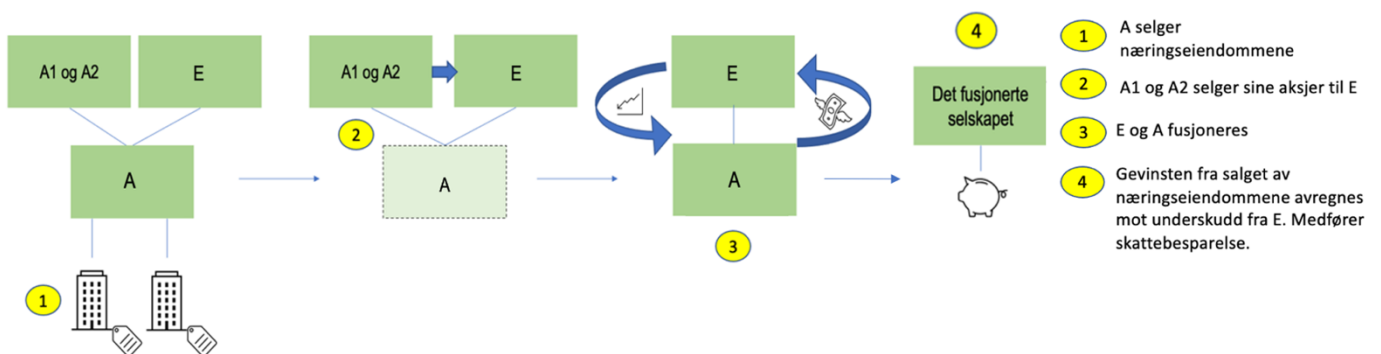 A1 og A2
E
A
1
A1 og A2
E
2
A
E
A
3
4
Det fusjonerte
selskapet
1
A selger
næringseiendommene
2
A1 og A2 selger sine aksjer til E
3
E og A fusjoneres
4
Gevinsten fra salget av
næringseiendommene avregnes
mot underskudd fra E. Medfører
skattebesparelse.